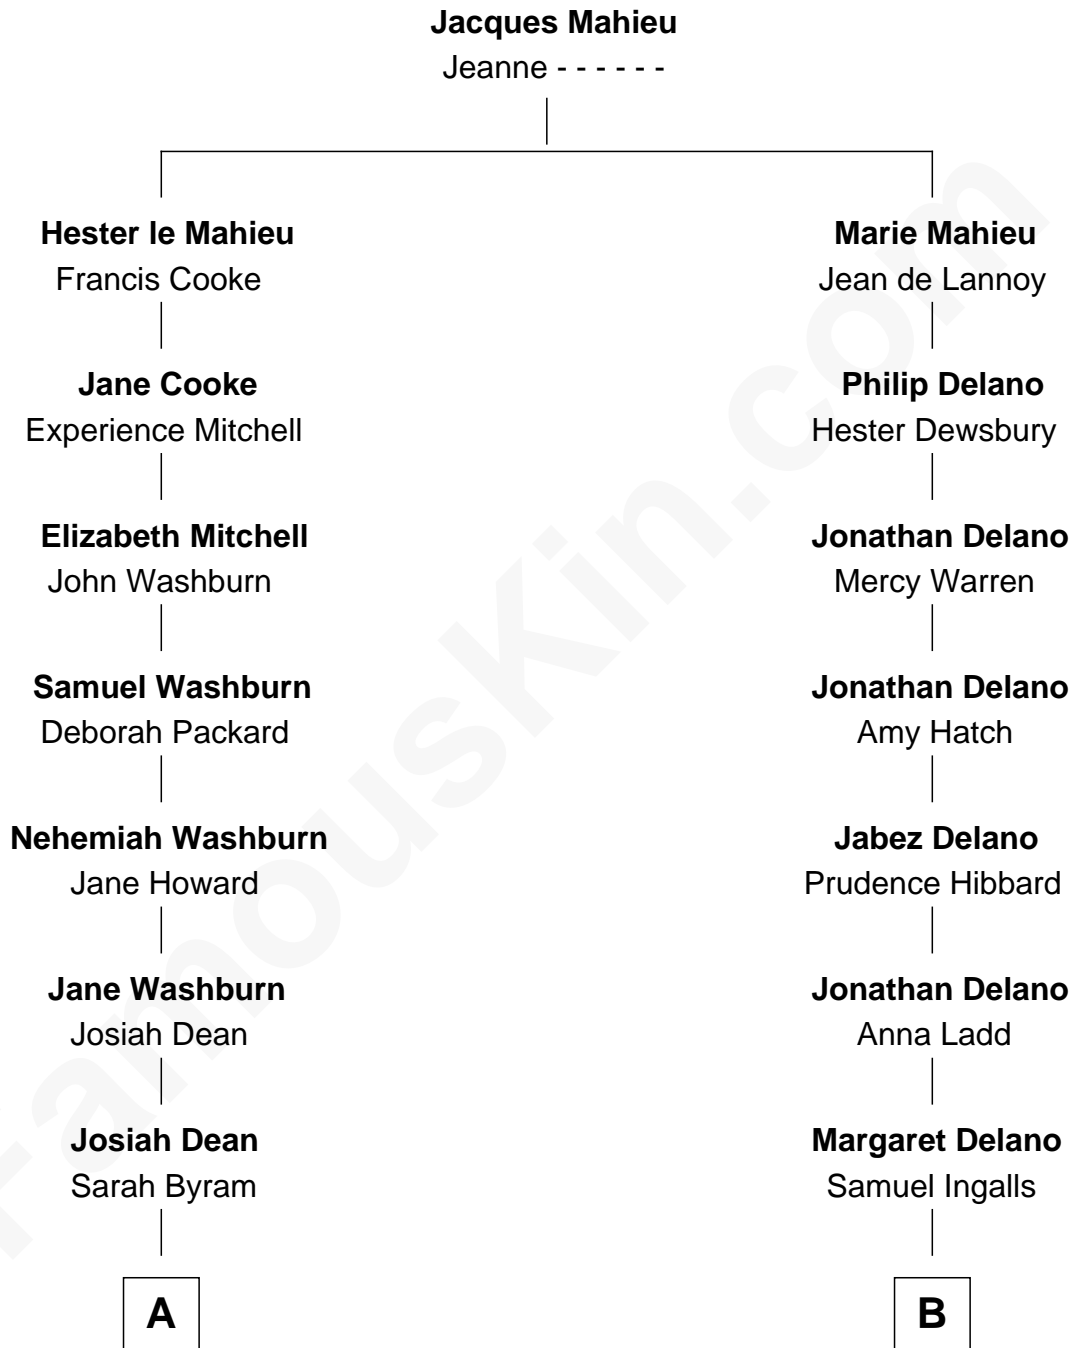 Jacques Mahieu
Jeanne - - - - - -
Hester le Mahieu
Francis Cooke
Marie Mahieu
Jean de Lannoy
Jane Cooke
Experience Mitchell
Philip Delano
Hester Dewsbury
Elizabeth Mitchell
John Washburn
Jonathan Delano
Mercy Warren
Samuel Washburn
Deborah Packard
Jonathan Delano
Amy Hatch
Nehemiah Washburn
Jane Howard
Jabez Delano
Prudence Hibbard
Jane Washburn
Josiah Dean
Jonathan Delano
Anna Ladd
Josiah Dean
Sarah Byram
Margaret Delano
Samuel Ingalls
A
B
FamousKin.com